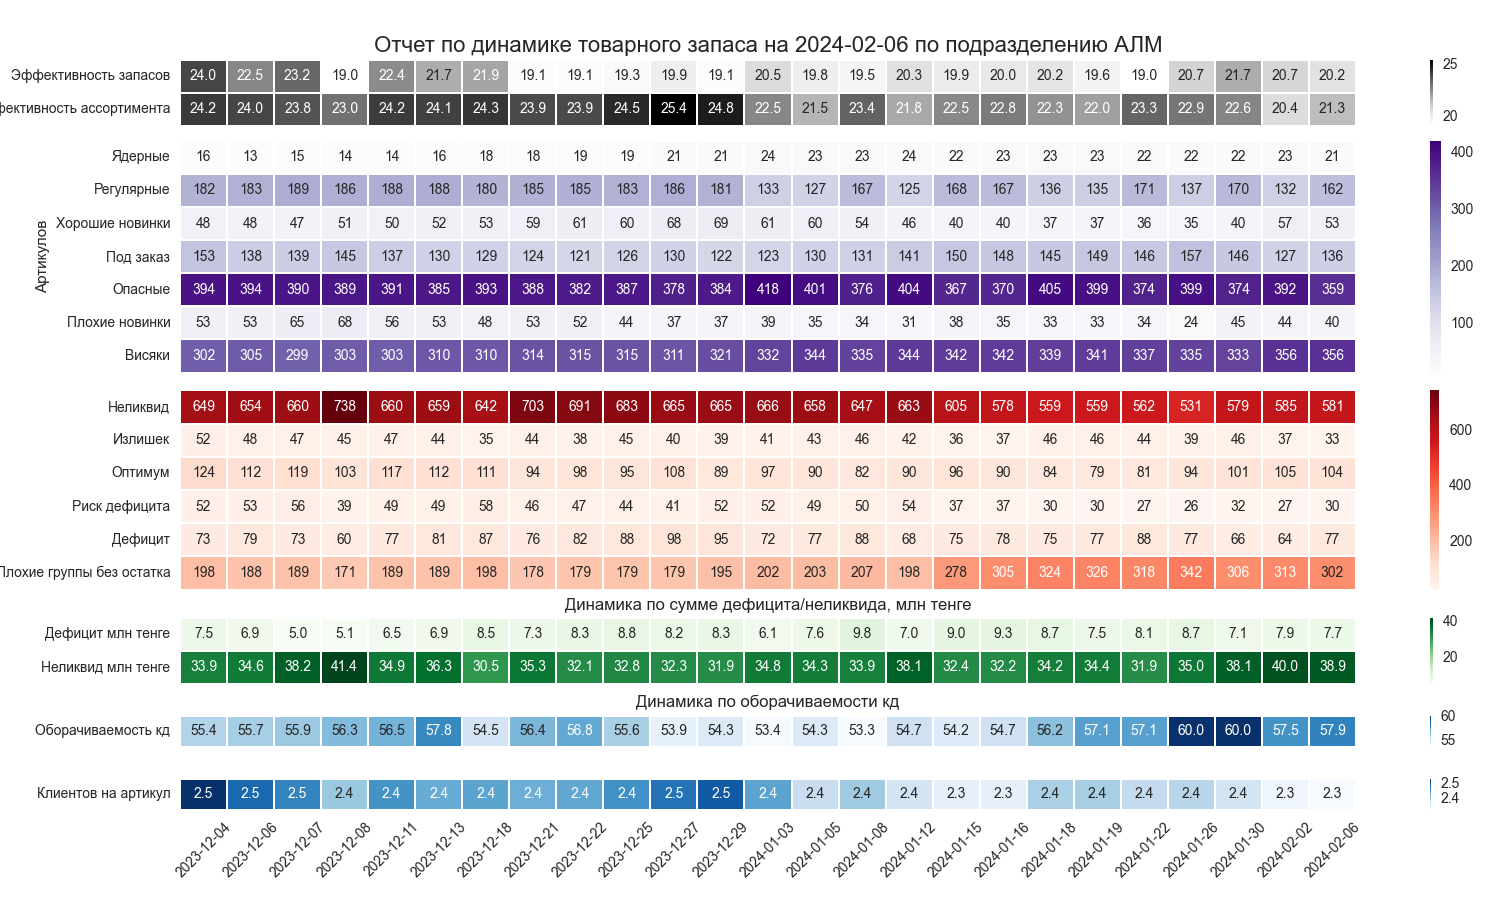 Отчет по динамике товарного запаса на 2024-02-06 по подразделению АЛМ
Эффективность запасов 24.0 22.5 23.2 19.0 22.4 21.7 21.9 19.1 19.1 19.3 19.9 19.1 20.5 19.8 19.5 20.3 19.9 20.0 20.2 19.6 19.0 20.7 21.7 20.7 20.2
фективность ассортимента 24.2 24.0 23.8 23.0 24.2 24.1 24.3 23.9 23.9 24.5 25.4 24.8 22.5 21.5 23.4 21.8 22.5 22.8 22.3 22.0 23.3 22.9 22.6 20.4 21.3
25
20
Артикулов
Ядерные 16 13 15 14 14 16 18 18 19 19 21 21 24 23 23 24 22 23 23 23 22 22 22 23 21
Регулярные 182 183 189 186 188 188 180 185 185 183 186 181 133 127 167 125 168 167 136 135 171 137 170 132 162
Хорошие новинки 48 48 47 51 50 52 53 59 61 60 68 69 61 60 54 46 40 40 37 37 36 35 40 57 53
Под заказ 153 138 139 145 137 130 129 124 121 126 130 122 123 130 131 141 150 148 145 149 146 157 146 127 136
Опасные 394 394 390 389 391 385 393 388 382 387 378 384 418 401 376 404 367 370 405 399 374 399 374 392 359
Плохие новинки 53 53 65 68 56 53 48 53 52 44 37 37 39 35 34 31 38 35 33 33 34 24 45 44 40
Висяки 302 305 299 303 303 310 310 314 315 315 311 321 332 344 335 344 342 342 339 341 337 335 333 356 356
400
300
200
100
Неликвид 649 654 660 738 660 659 642 703 691 683 665 665 666 658 647 663 605 578 559 559 562 531 579 585 581
Излишек 52 48 47 45 47 44 35 44 38 45 40 39 41 43 46 42 36 37 46 46 44 39 46 37 33
Оптимум 124 112 119 103 117 112 111 94 98 95 108 89 97 90 82 90 96 90 84 79 81 94 101 105 104
Риск дефицита 52 53 56 39 49 49 58 46 47 44 41 52 52 49 50 54 37 37 30 30 27 26 32 27 30
Дефицит 73 79 73 60 77 81 87 76 82 88 98 95 72 77 88 68 75 78 75 77 88 77 66 64 77
Плохие группы без остатка 198 188 189 171 189 189 198 178 179 179 179 195 202 203 207 198 278 305 324 326 318 342 306 313 302
600
400
200
Динамика по сумме дефицита/неликвида, млн тенге
Дефицит млн тенге 7.5 6.9 5.0 5.1 6.5 6.9 8.5 7.3 8.3 8.8 8.2 8.3 6.1 7.6 9.8 7.0 9.0 9.3 8.7 7.5 8.1 8.7 7.1 7.9 7.7
Неликвид млн тенге 33.9 34.6 38.2 41.4 34.9 36.3 30.5 35.3 32.1 32.8 32.3 31.9 34.8 34.3 33.9 38.1 32.4 32.2 34.2 34.4 31.9 35.0 38.1 40.0 38.9
40
20
Динамика по оборачиваемости кд
Оборачиваемость кд 55.4 55.7 55.9 56.3 56.5 57.8 54.5 56.4 56.8 55.6 53.9 54.3 53.4 54.3 53.3 54.7 54.2 54.7 56.2 57.1 57.1 60.0 60.0 57.5 57.9
60
55
Клиентов на артикул 2.5 2.5 2.5 2.4 2.4 2.4 2.4 2.4 2.4 2.4 2.5 2.5 2.4 2.4 2.4 2.4 2.3 2.3 2.4 2.4 2.4 2.4 2.4 2.3 2.3
2.5
2.4
2023-12-04 2023-12-06 2023-12-07 2023-12-08 2023-12-11 2023-12-13 2023-12-18 2023-12-21 2023-12-22 2023-12-25 2023-12-27 2023-12-29 2024-01-03 2024-01-05 2024-01-08 2024-01-12 2024-01-15 2024-01-16 2024-01-18 2024-01-19 2024-01-22 2024-01-26 2024-01-30 2024-02-02 2024-02-06